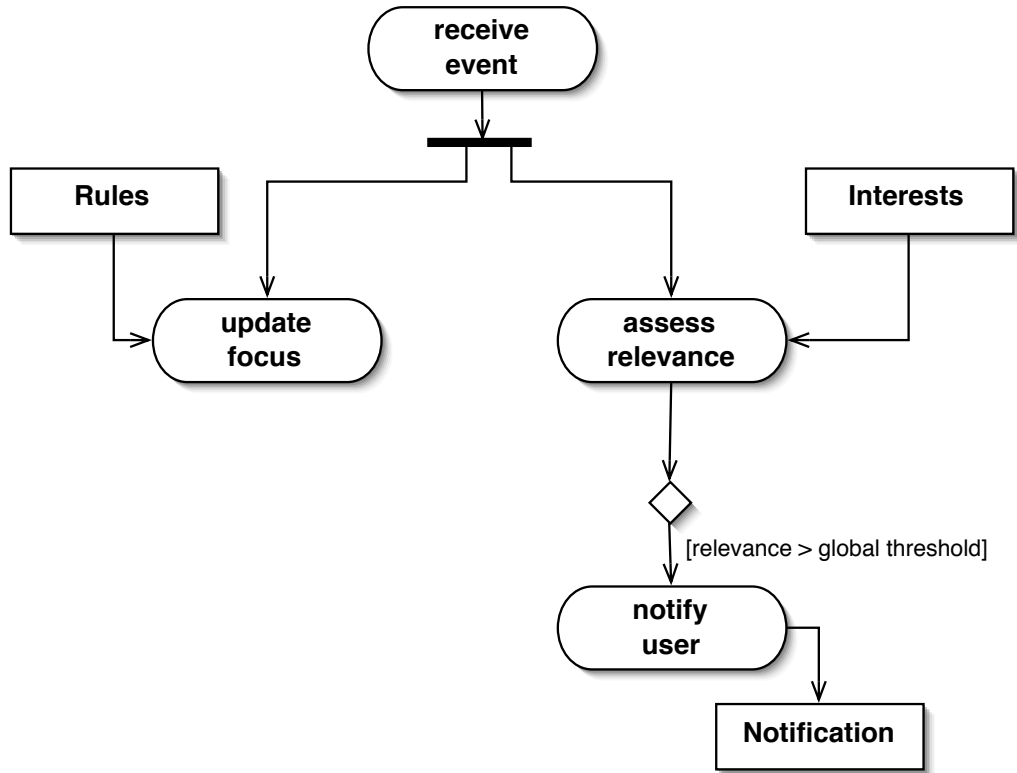 receive
event
Rules
Interests
update
focus
assess
relevance
[relevance > global threshold]
notify
user
Notification